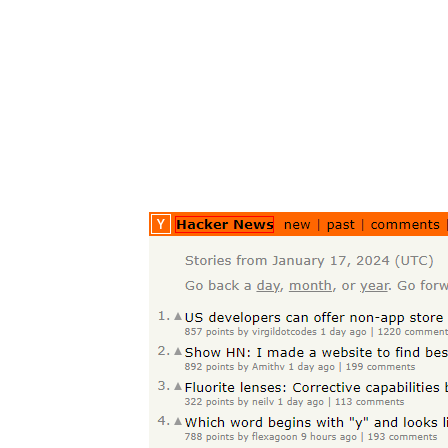 Y Hacker News new | past | comments |
Stories from January 17, 2024 (UTC)
Go back a day, month, or year. Go forw
1. ▲ US developers can offer non-app store
857 points by virgildotcodes 1 day ago | 1220 comment
2. ▲ Show HN: I made a website to find bes
892 points by Amithv 1 day ago | 199 comments
3. ▲ Fluorite lenses: Corrective capabilities b
322 points by neilv 1 day ago | 113 comments
4. ▲ Which word begins with "y" and looks li
788 points by flexagoon 9 hours ago | 193 comments